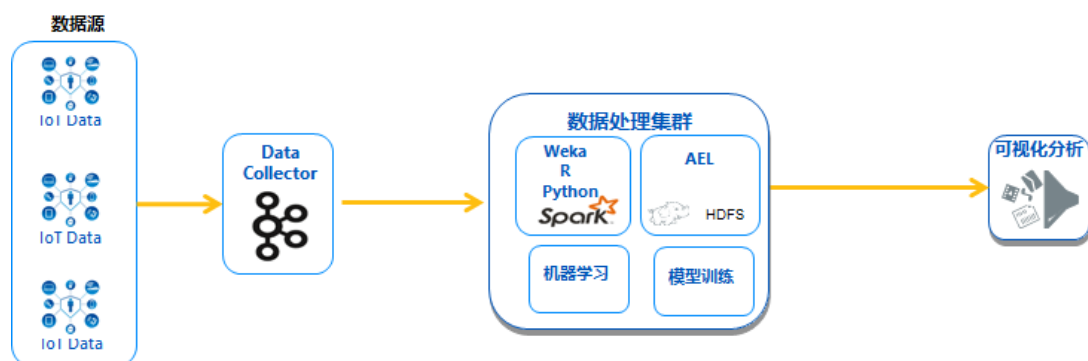 数据源
IoT Data
IoT Data
IoT Data
Data
Collector
数据处理集群
Weka
R
Python
Spark
AEL
HDFS
机器学习
模型训练
可视化分析